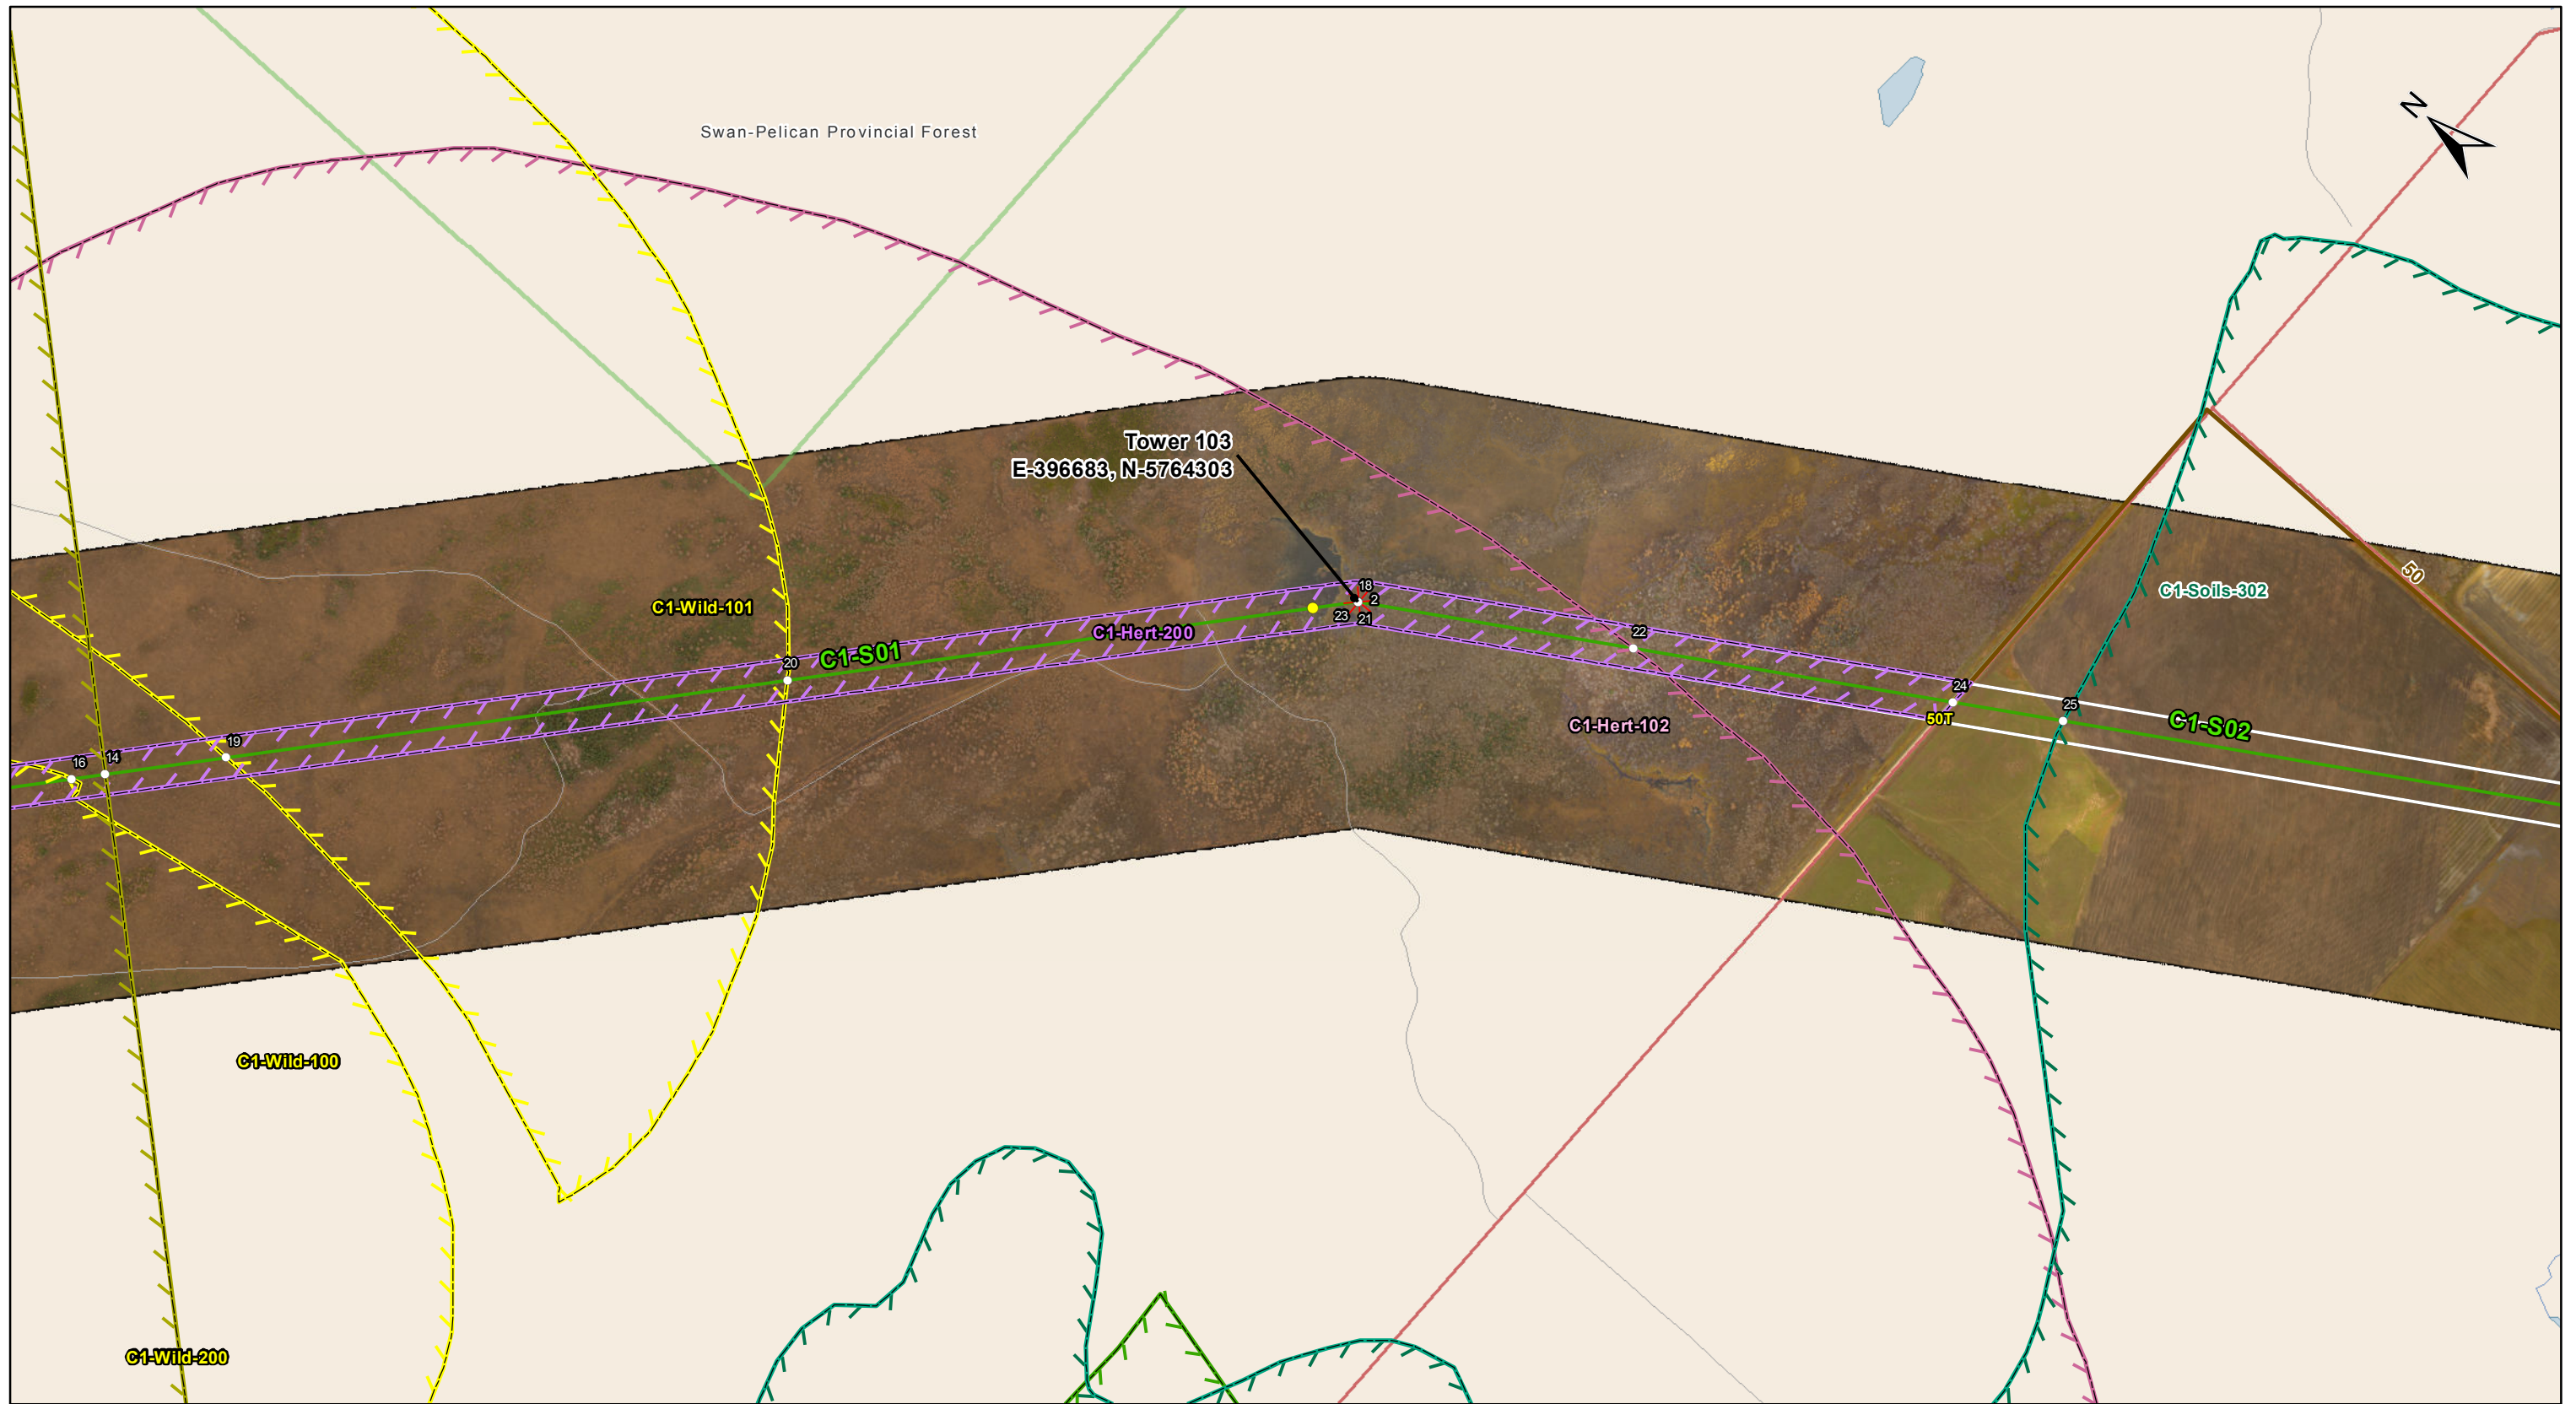 N
Swan-Pelican Provincial Forest
Tower 103
E-396683, N-5764303
50
18
2
C1-Soils-302
C1-Wild-101
23
21
22
C1-Hert-200
C1-S01
20
24
25
50T
C1-S02
C1-Hert-102
19
14
16
C1-Wild-100
C1-Wild-200